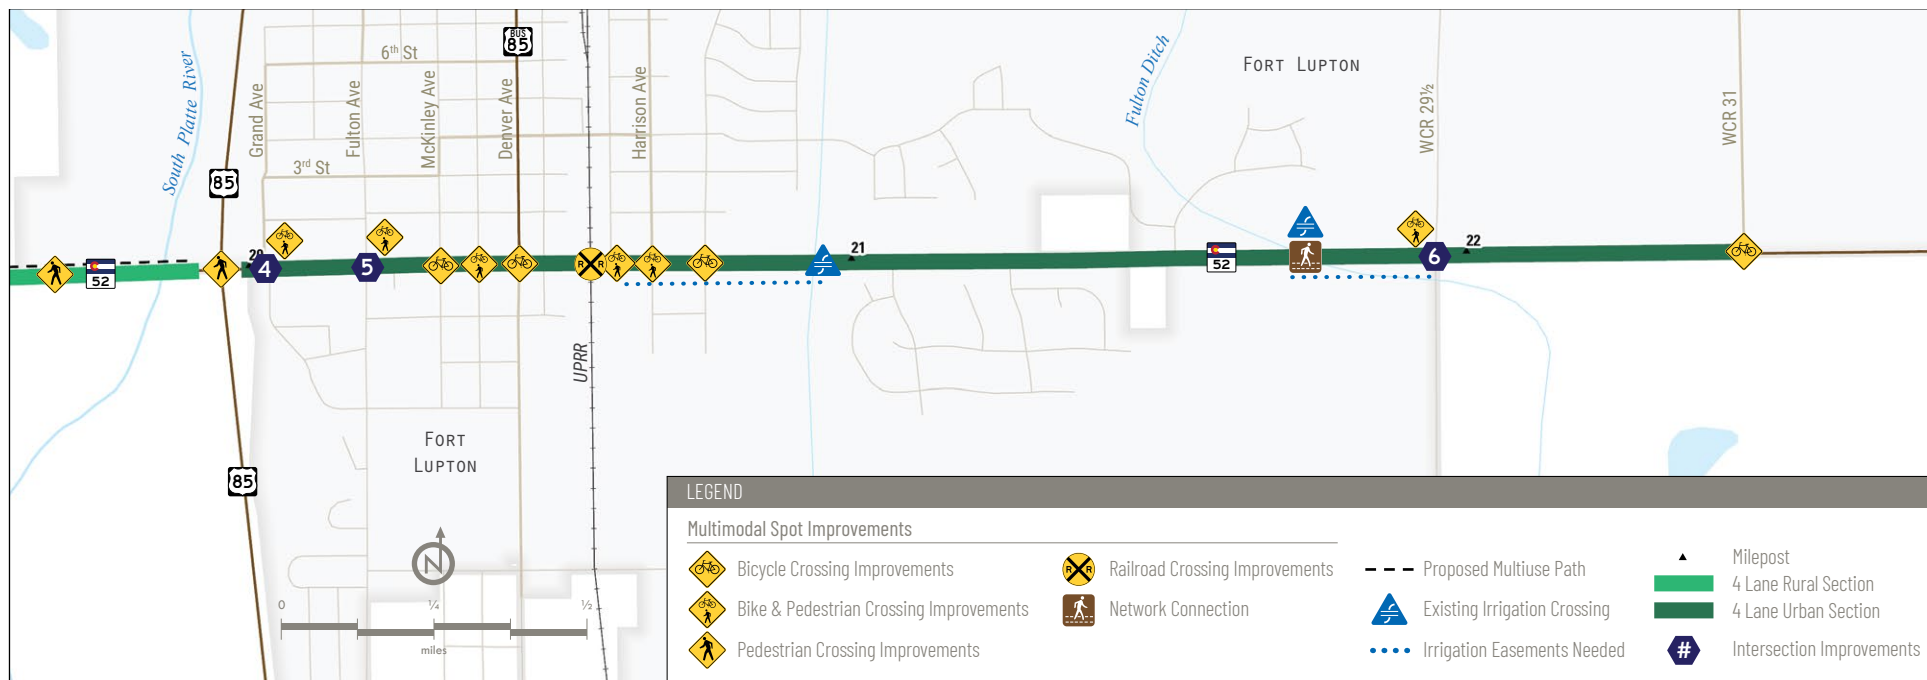 South Platte River
85
Grand Ave
6th St
3rd St
Fulton Ave
McKinley Ave
Denver Ave
BUS
85
Harrison Ave
Fulton Ditch
FORT LUPTON
WCR 29½
WCR 31
52
20
4
5
R R
21
52
6
22
UPRR
FORT
LUPTON
85
N
0 ¼ ½
miles
LEGEND
Multimodal Spot Improvements
Bicycle Crossing Improvements
Bike & Pedestrian Crossing Improvements
Pedestrian Crossing Improvements
R R Railroad Crossing Improvements
Network Connection
Proposed Multiuse Path
Existing Irrigation Crossing
Irrigation Easements Needed
Milepost
4 Lane Rural Section
4 Lane Urban Section
# Intersection Improvements